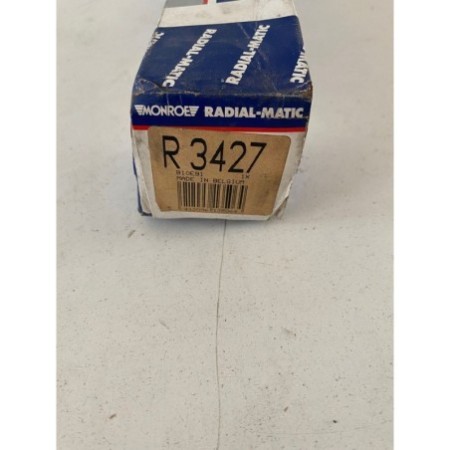 RADIAL-MATIC
RADIAL-MATIC
MONROE RADIAL-MATIC
R 3427
MADE IN BELGIUM